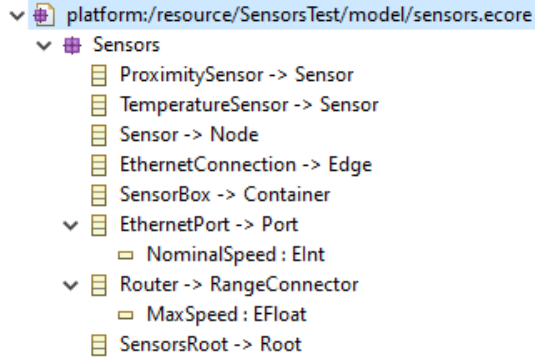 platform:/resource/SensorsTest/model/sensors.ecore
Sensors
ProximitySensor -> Sensor
TemperatureSensor -> Sensor
Sensor -> Node
EthernetConnection -> Edge
SensorBox -> Container
EthernetPort -> Port
NominalSpeed : EInt
Router -> RangeConnector
MaxSpeed : EFloat
SensorsRoot -> Root